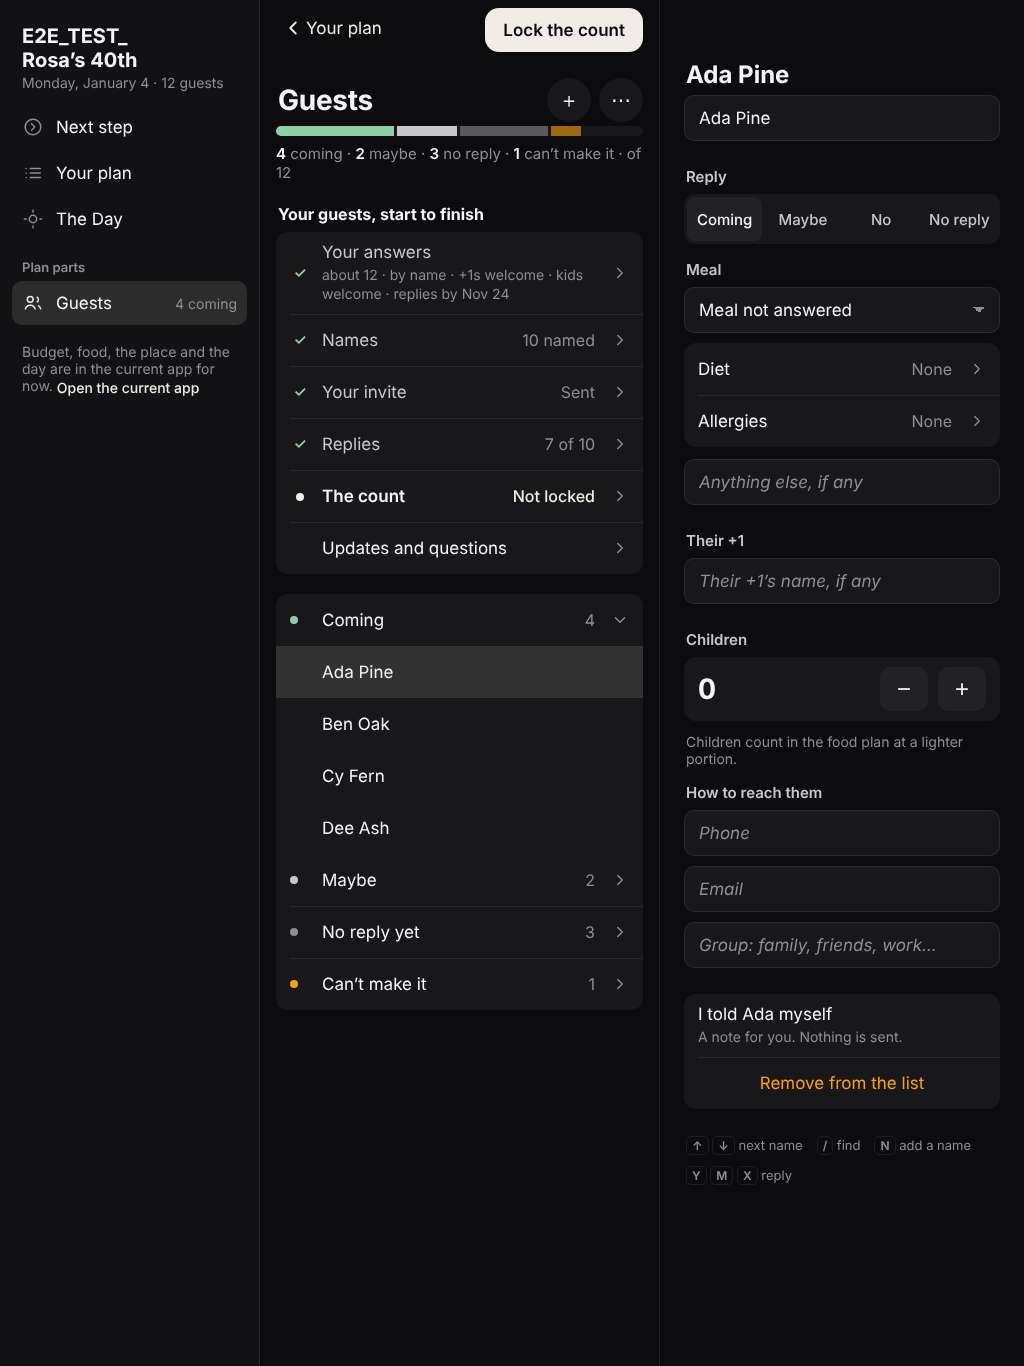 E2E_TEST_
Rosa’s 40th
Monday, January 4 · 12 guests
Next step
Your plan
The Day
Plan parts
Guests 4 coming
Budget, food, the place and the
day are in the current app for
now. Open the current app
Your plan
Lock the count
Guests
+ ···
4 coming · 2 maybe · 3 no reply · 1 can’t make it · of
12
Your guests, start to finish
Your answers
about 12 · by name · +1s welcome · kids
welcome · replies by Nov 24
Names 10 named
Your invite Sent
Replies 7 of 10
The count Not locked
Updates and questions
Coming 4
Ada Pine
Ben Oak
Cy Fern
Dee Ash
Maybe 2
No reply yet 3
Can’t make it 1
Ada Pine
Ada Pine
Reply
Coming Maybe No No reply
Meal
Meal not answered
Diet None
Allergies None
Anything else, if any
Their +1
Their +1’s name, if any
Children
0 − +
Children count in the food plan at a lighter
portion.
How to reach them
Phone
Email
Group: family, friends, work...
I told Ada myself
A note for you. Nothing is sent.
Remove from the list
↑ ↓ next name / find N add a name
Y M X reply